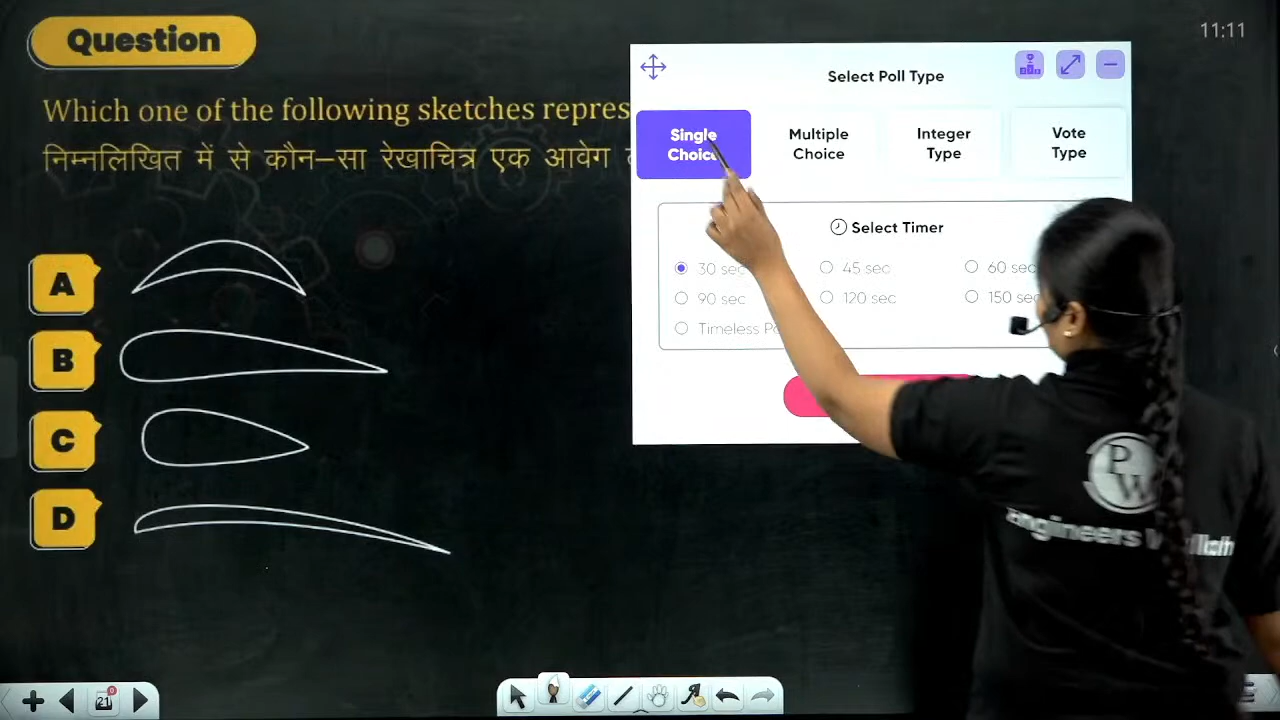 Question
11:11
Which one of the following sketches repres
निम्नलिखित में से कौन–सा रेखाचित्र एक आवेग
Select Poll Type
Single Choice
Multiple Choice
Integer Type
Vote Type
Select Timer
30 sec
45 sec
60 sec
90 sec
120 sec
150 sec
Timeless
A
B
C
D
PW
Engineers
21